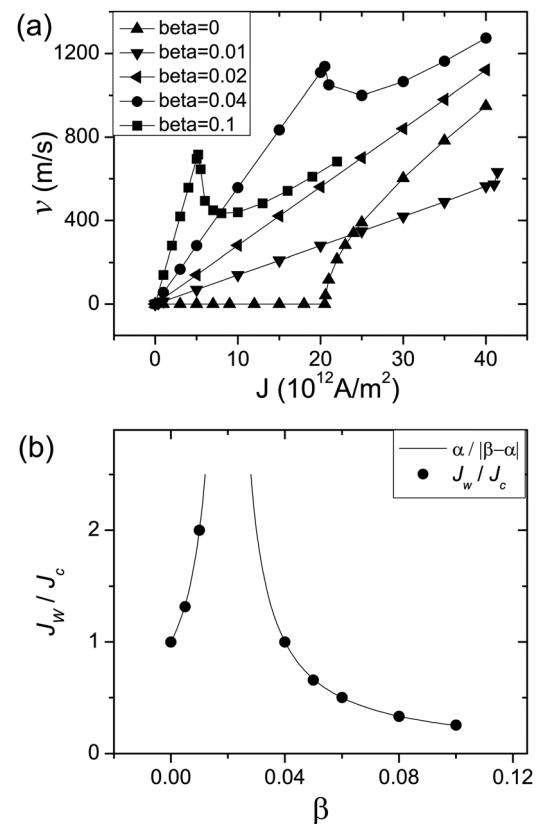 (a)
beta=0
beta=0.01
beta=0.02
beta=0.04
beta=0.1
1200
800
400
0
v (m/s)
0 10 20 30 40
J (10¹²A/m²)
(b)
α / |β−α|
J_w / J_c
2
1
0
J_W / J_c
0.00 0.04 0.08 0.12
β